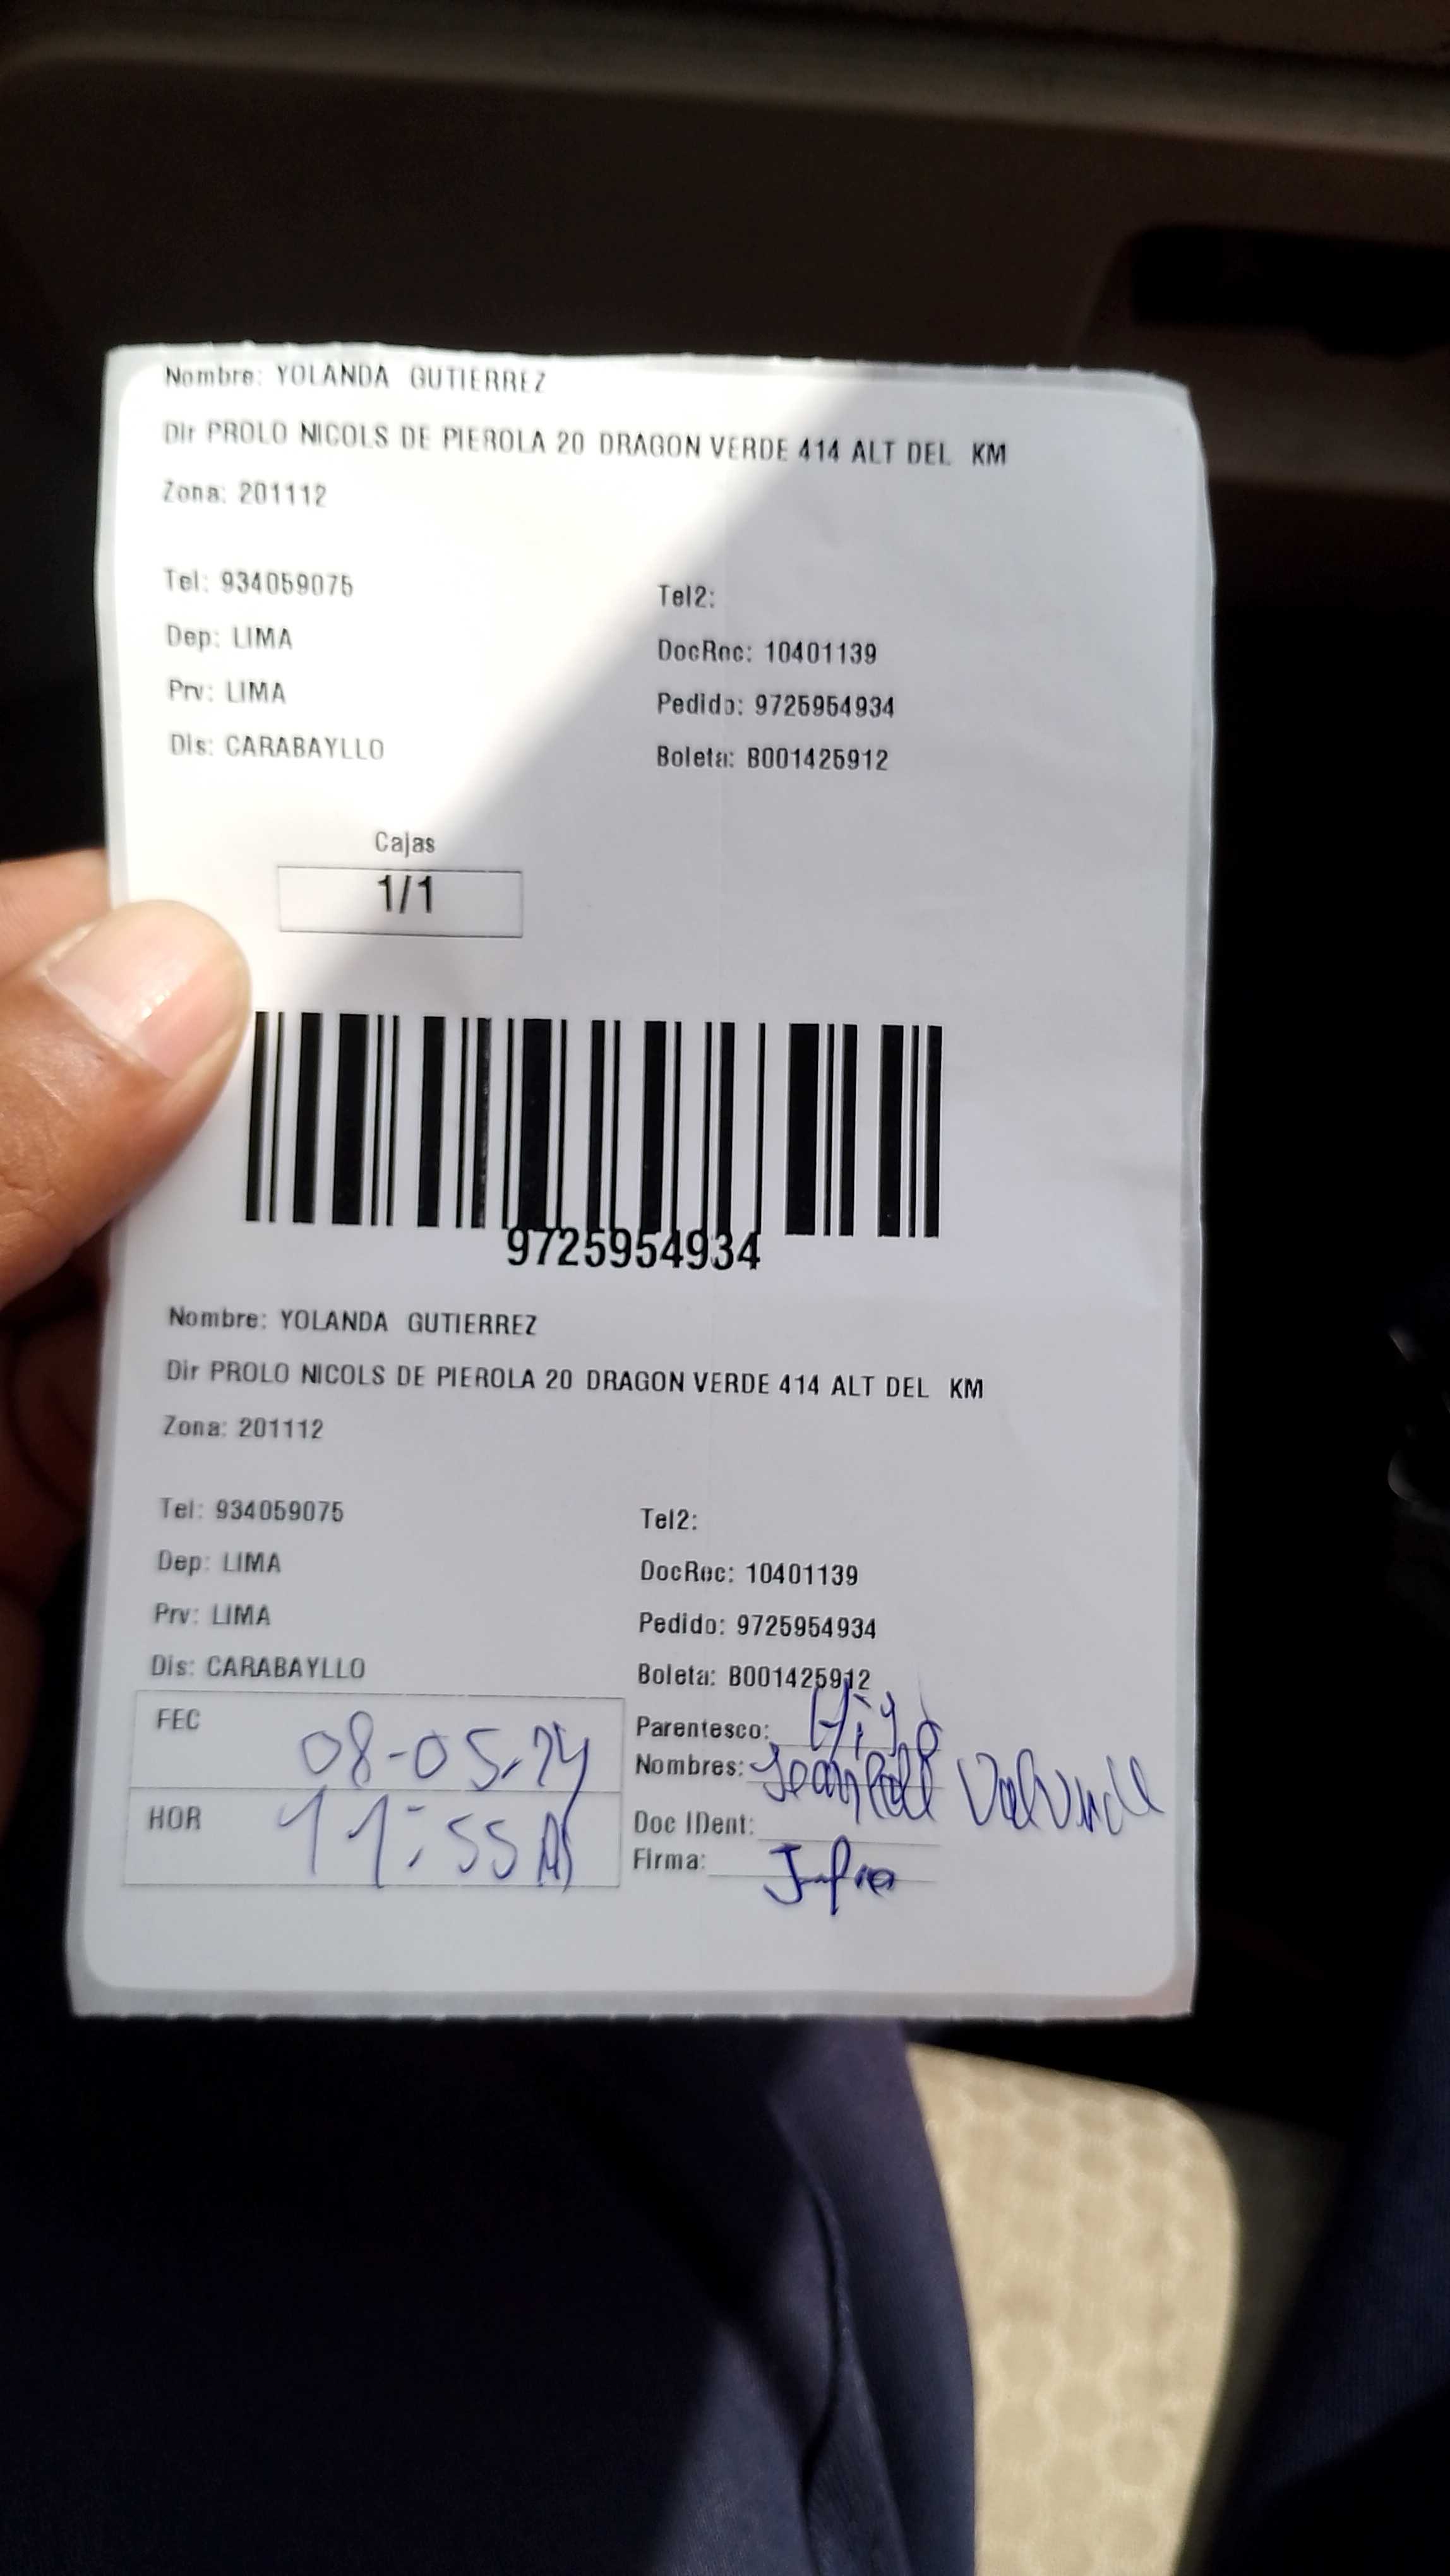 Nombre: YOLANDA GUTIERREZ
Dir PROLO NICOLS DE PIEROLA 20 DRAGON VERDE 414 ALT DEL KM
Zona: 201112
Tel: 934059075
Tel2:
Dep: LIMA
DocRec: 10401139
Prv: LIMA
Pedido: 9725954934
Dis: CARABAYLLO
Boleta: B001425912
Cajas
1/1
9725954934
Nombre: YOLANDA GUTIERREZ
Dir PROLO NICOLS DE PIEROLA 20 DRAGON VERDE 414 ALT DEL KM
Zona: 201112
Tel: 934059075
Tel2:
Dep: LIMA
DocRec: 10401139
Prv: LIMA
Pedido: 9725954934
Dis: CARABAYLLO
Boleta: B001425912
FEC 08-05-24
Parentesco: Hijo
Nombres:
HOR 11:55
Doc IDent:
Firma: